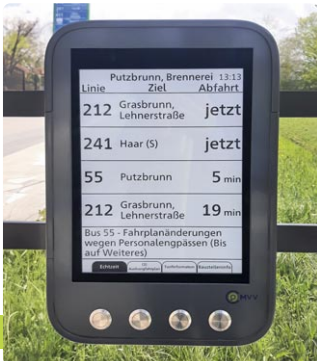 Putzbrunn, Brennerei 13:13
Linie Ziel Abfahrt
212 Grasbrunn, Lehnerstraße jetzt
241 Haar (S) jetzt
55 Putzbrunn 5 min
212 Grasbrunn, Lehnerstraße 19 min
Bus 55 - Fahrplanänderungen
wegen Personalengpässen (Bis
auf Weiteres)
Echtzeit
MVV